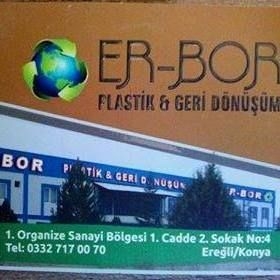 ER-BOR
PLASTİK & GERİ DÖNÜŞÜM
-BOR PLASTİK & GERİ DÖNÜŞÜM ER-BOR
1. Organize Sanayi Bölgesi 1. Cadde 2. Sokak No:4
Tel: 0332 717 00 70 Ereğli/Konya